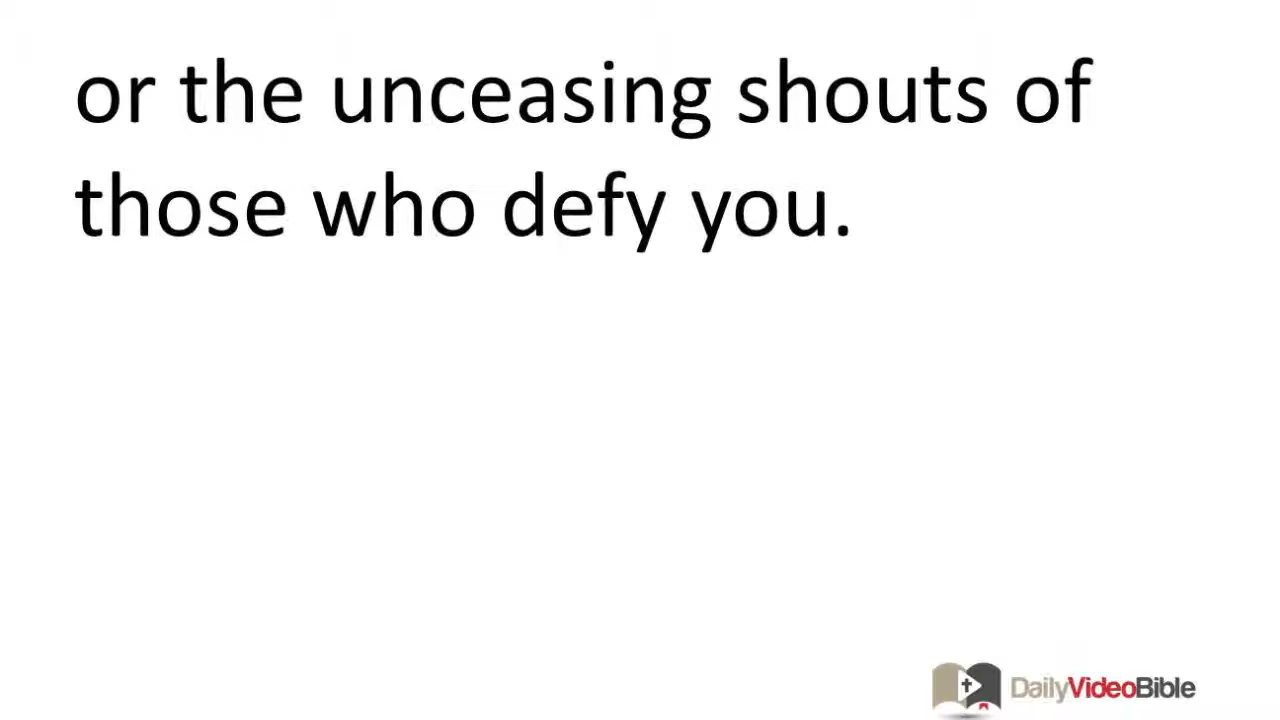 or the unceasing shouts of
those who defy you.
DailyVideoBible